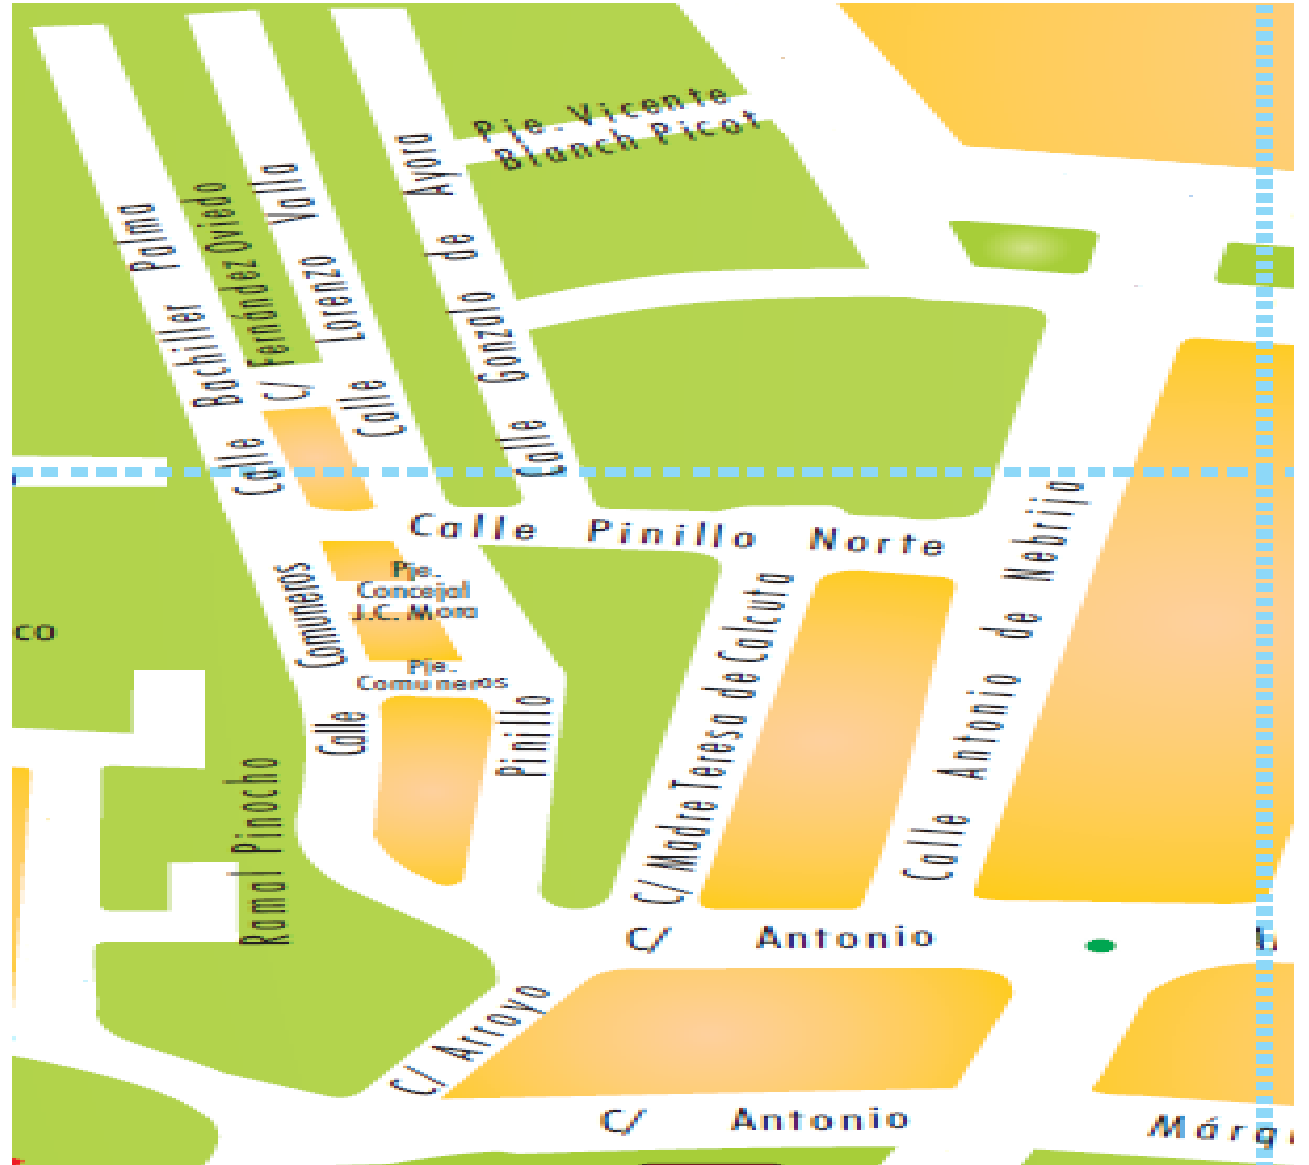 Pje. Vicente
Blanch Picot
Calle Bachiller Palma
C/ Fernández Oviedo
Calle Lorenzo Valla
Calle Gonzalo de Ayora
Calle Pinillo Norte
Calle Antonio de Nebrija
C/ Madre Teresa de Calcuta
Pje.
Concejal
J.C. Mora
Pje.
Comuneros
Calle Comuneros
Pinillo
co
Ramal Pinocho
C/ Antonio
C/ Arroyo
C/ Antonio Márq